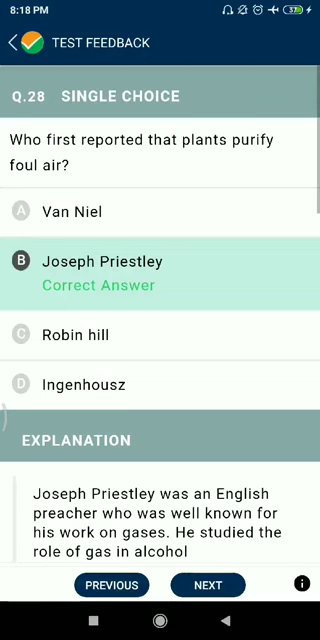 8:18 PM
37
TEST FEEDBACK
Q.28 SINGLE CHOICE
Who first reported that plants purify
foul air?
A Van Niel
B Joseph Priestley
Correct Answer
C Robin hill
D Ingenhousz
EXPLANATION
Joseph Priestley was an English
preacher who was well known for
his work on gases. He studied the
role of gas in alcohol
PREVIOUS NEXT